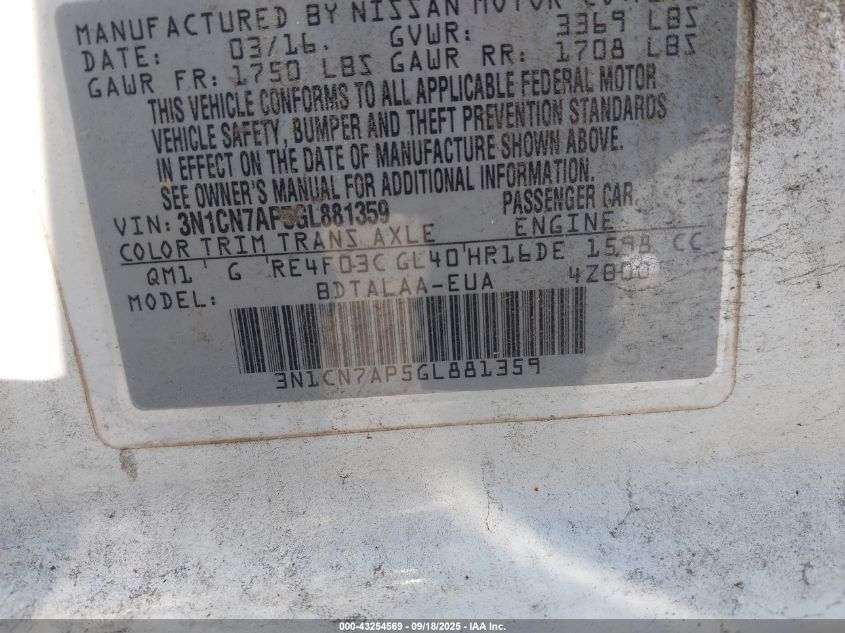 MANUFACTURED BY NISSAN MOTOR
DATE: 03/16. GVWR: 3369 LBS
GAWR FR: 1750 LBS GAWR RR: 1708 LBS
THIS VEHICLE CONFORMS TO ALL APPLICABLE FEDERAL MOTOR
VEHICLE SAFETY, BUMPER AND THEFT PREVENTION STANDARDS
IN EFFECT ON THE DATE OF MANUFACTURE SHOWN ABOVE.
SEE OWNER'S MANUAL FOR ADDITIONAL INFORMATION.
VIN: 3N1CN7AP5GL881359 PASSENGER CAR.
COLOR TRIM TRANS AXLE ENGINE
QM1 G RE4F03C GL40 HR16DE 1598 CC
MODEL: BDTALAA-EUA 4Z800
3N1CN7AP5GL881359
000-43254569 - 09/18/2025 - IAA Inc.